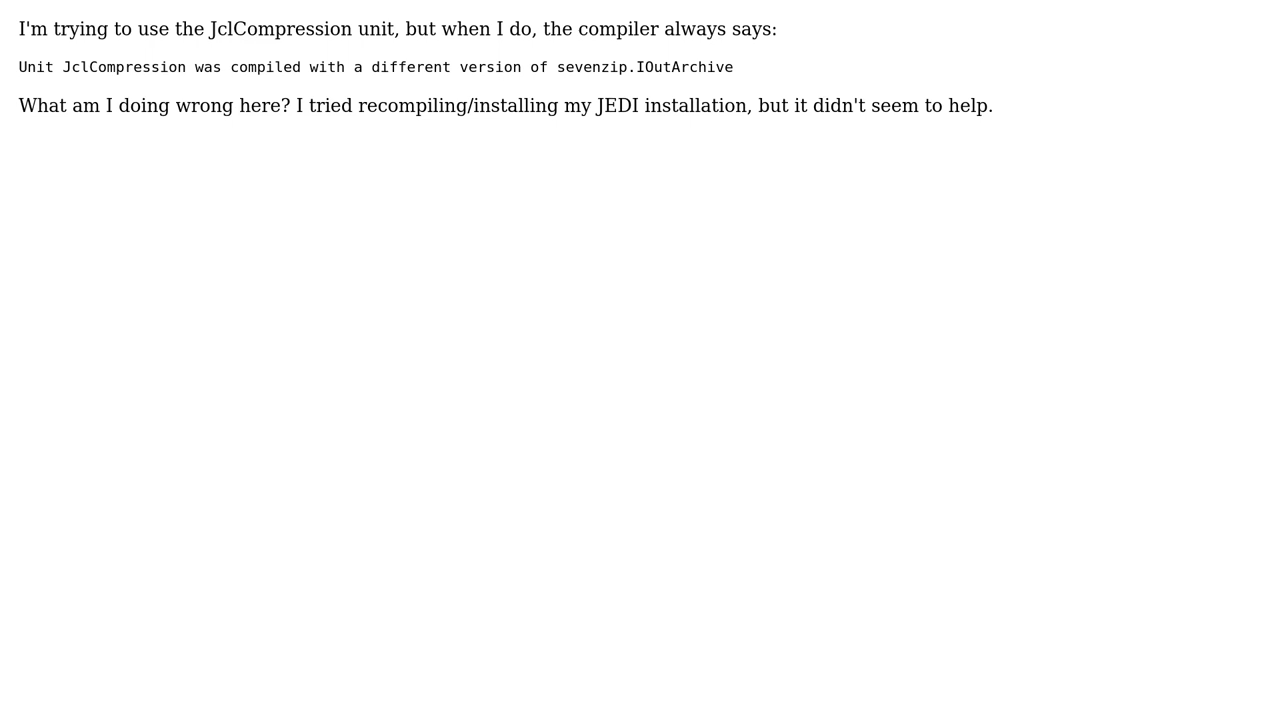 I'm trying to use the JclCompression unit, but when I do, the compiler always says:
Unit JclCompression was compiled with a different version of sevenzip.IOutArchive
What am I doing wrong here? I tried recompiling/installing my JEDI installation, but it didn't seem to help.